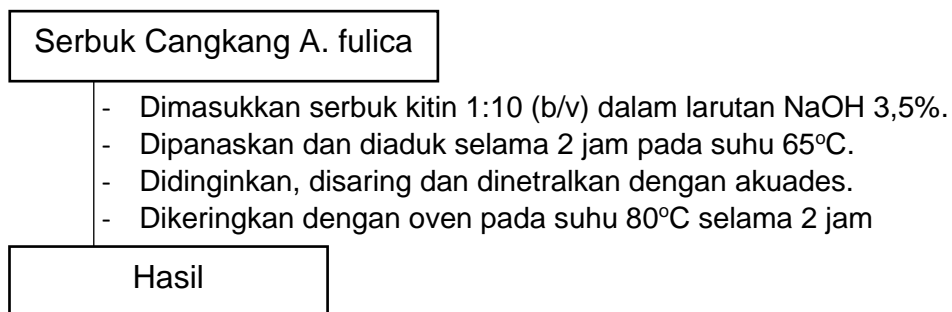 Serbuk Cangkang A. fulica
- Dimasukkan serbuk kitin 1:10 (b/v) dalam larutan NaOH 3,5%.
- Dipanaskan dan diaduk selama 2 jam pada suhu 65°C.
- Didinginkan, disaring dan dinetralkan dengan akuades.
- Dikeringkan dengan oven pada suhu 80°C selama 2 jam
Hasil